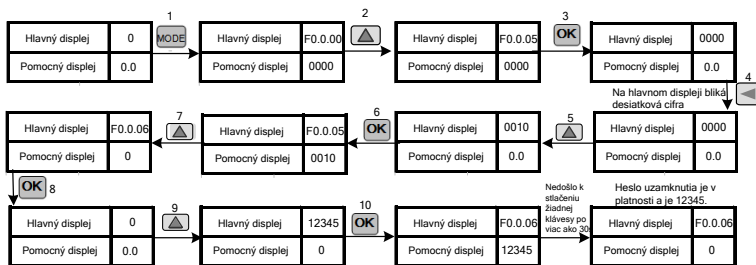 1
Hlavný displej 0
Pomocný displej 0.0
MODE
Hlavný displej F0.0.00
Pomocný displej 0000
2
Hlavný displej F0.0.05
Pomocný displej 0000
3
OK
Hlavný displej 0000
Pomocný displej 0.0
4
Na hlavnom displeji bliká
desiatková cifra
Hlavný displej 0000
Pomocný displej 0.0
5
Hlavný displej 0010
Pomocný displej 0.0
6
OK
Hlavný displej F0.0.05
Pomocný displej 0010
7
Hlavný displej F0.0.06
Pomocný displej 0
OK 8
Hlavný displej 0
Pomocný displej 0.0
9
Hlavný displej 12345
Pomocný displej 0
10
OK
Hlavný displej F0.0.06
Pomocný displej 12345
Nedošlo k
stlačeniu
žiadnej
klávesy po
viac ako 30s
Heslo uzamknutia je v
platnosti a je 12345.
Hlavný displej F0.0.06
Pomocný displej 0